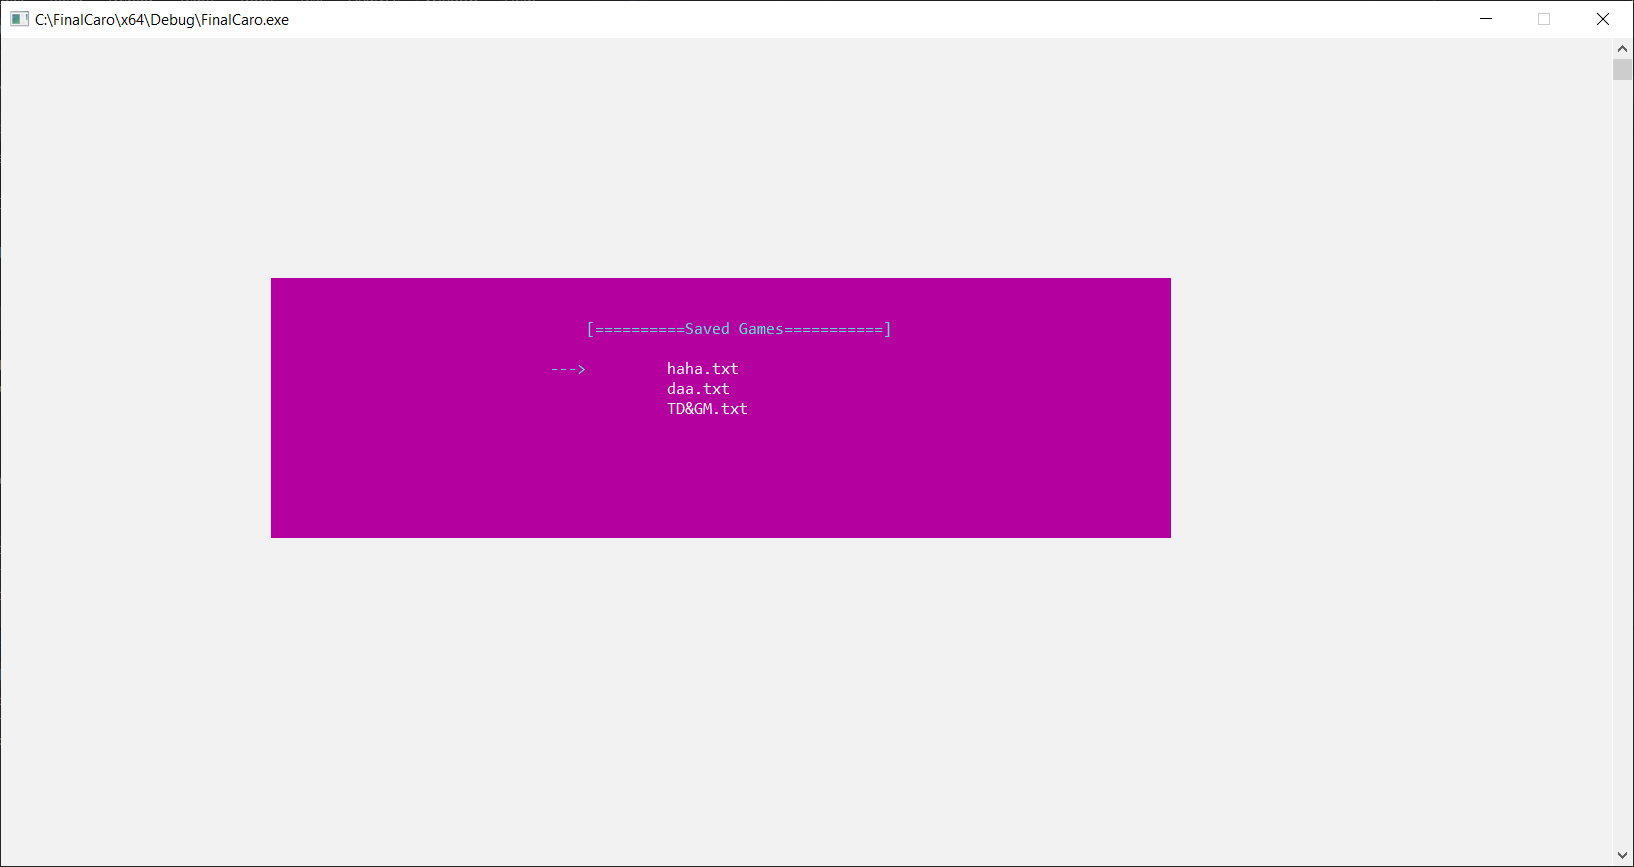 C:\FinalCaro\x64\Debug\FinalCaro.exe
[==========Saved Games===========]
---> haha.txt
daa.txt
TD&GM.txt